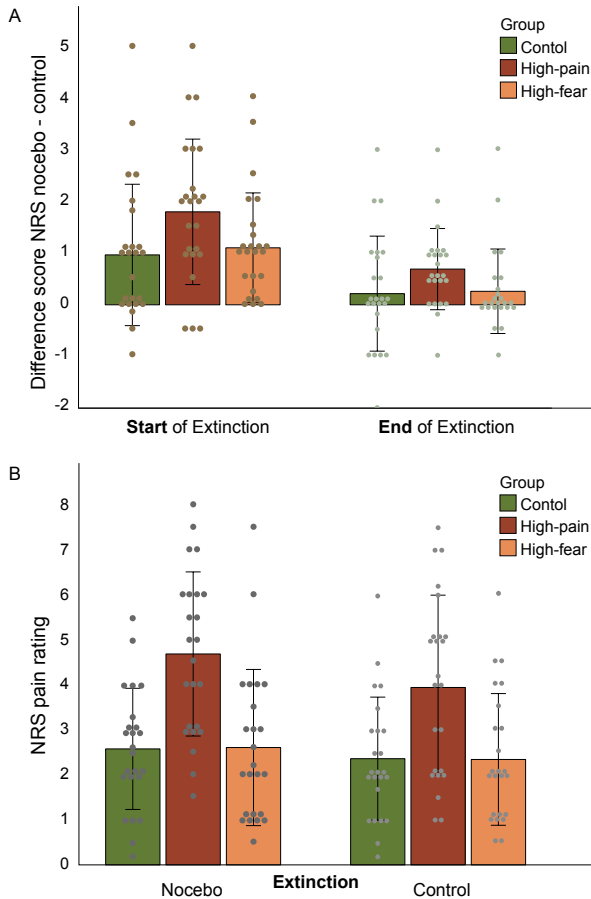 A
Group
Contol
High-pain
High-fear
Difference score NRS nocebo - control
5
4
3
2
1
0
-1
-2
Start of Extinction
End of Extinction
B
Group
Contol
High-pain
High-fear
NRS pain rating
8
7
6
5
4
3
2
1
0
Nocebo
Extinction
Control